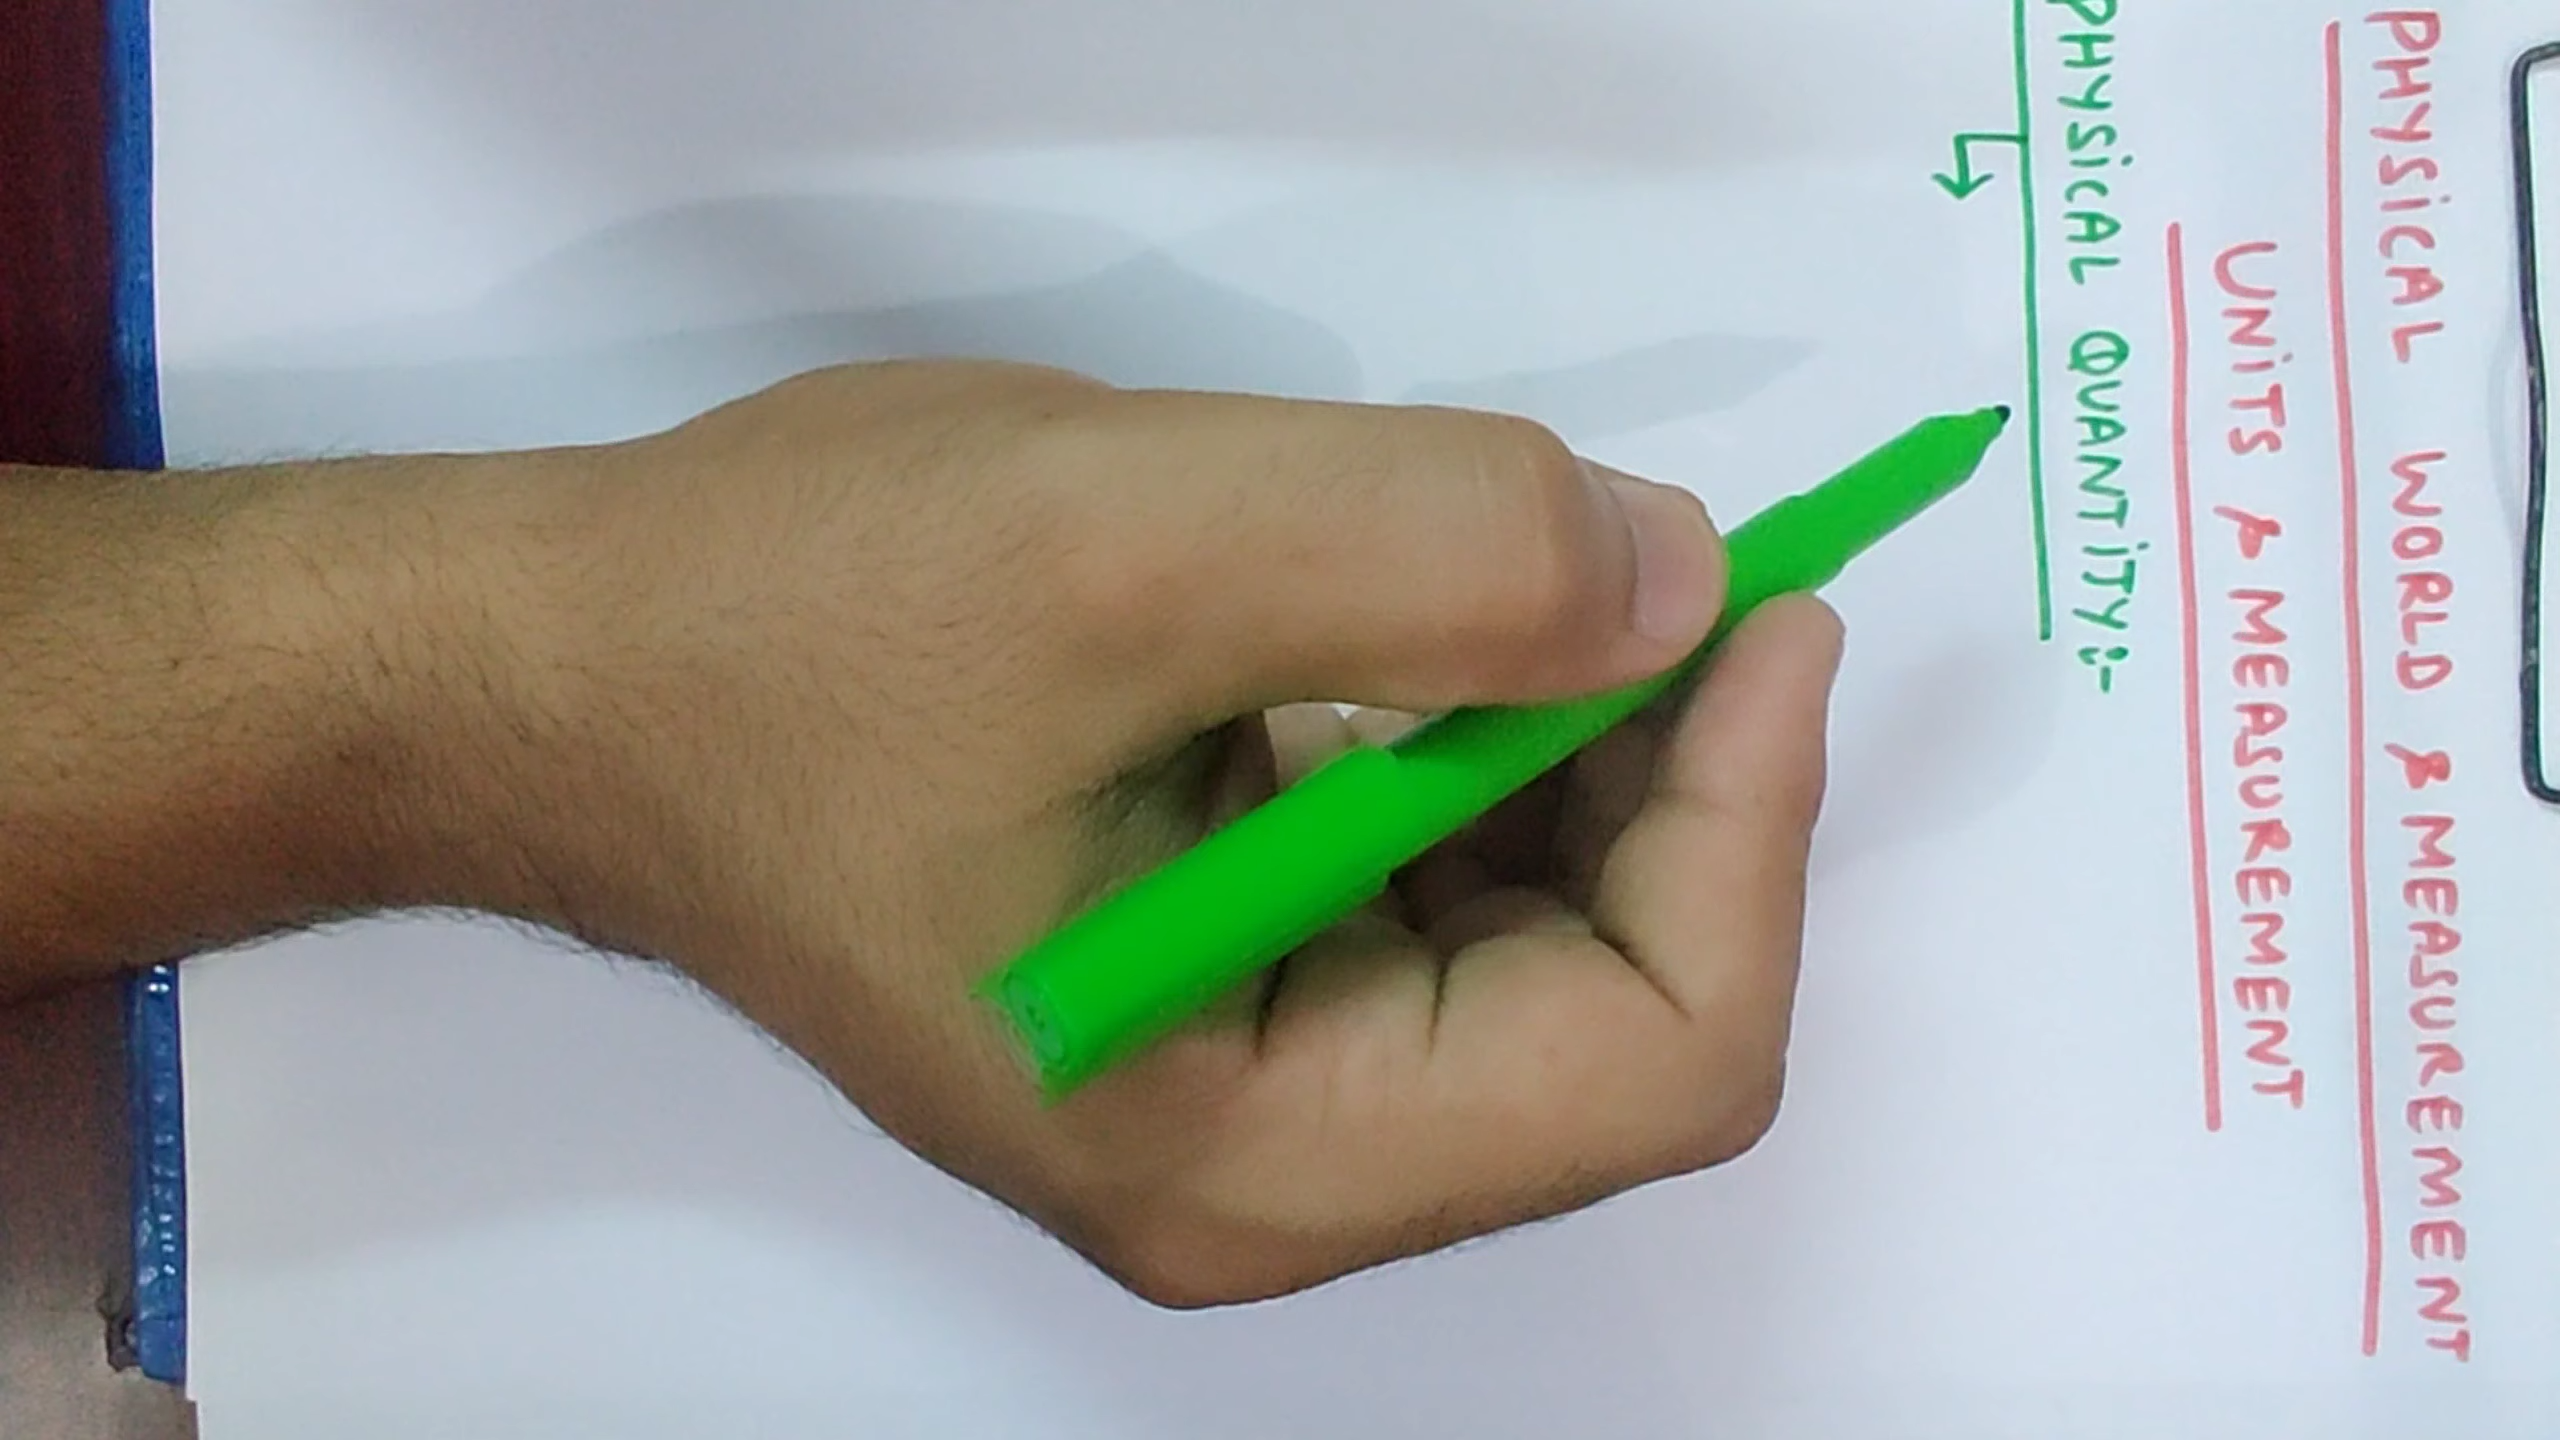 PHYSICAL WORLD & MEASUREMENT
UNiTS & MEASUREMENT
PHYSiCAL QUANTiTY:-